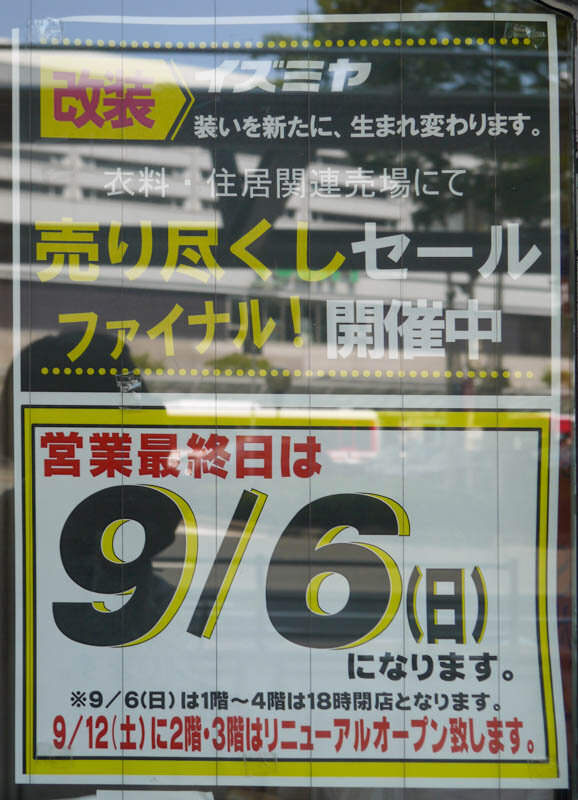 改装
イズミヤ
装いを新たに、生まれ変わります。
衣料・住居関連売場にて
売り尽くしセール
ファイナル!開催中
営業最終日は
9/6(日)
になります。
※9/6(日)は1階〜4階は18時閉店となります。
9/12(土)に2階・3階はリニューアルオープン致します。